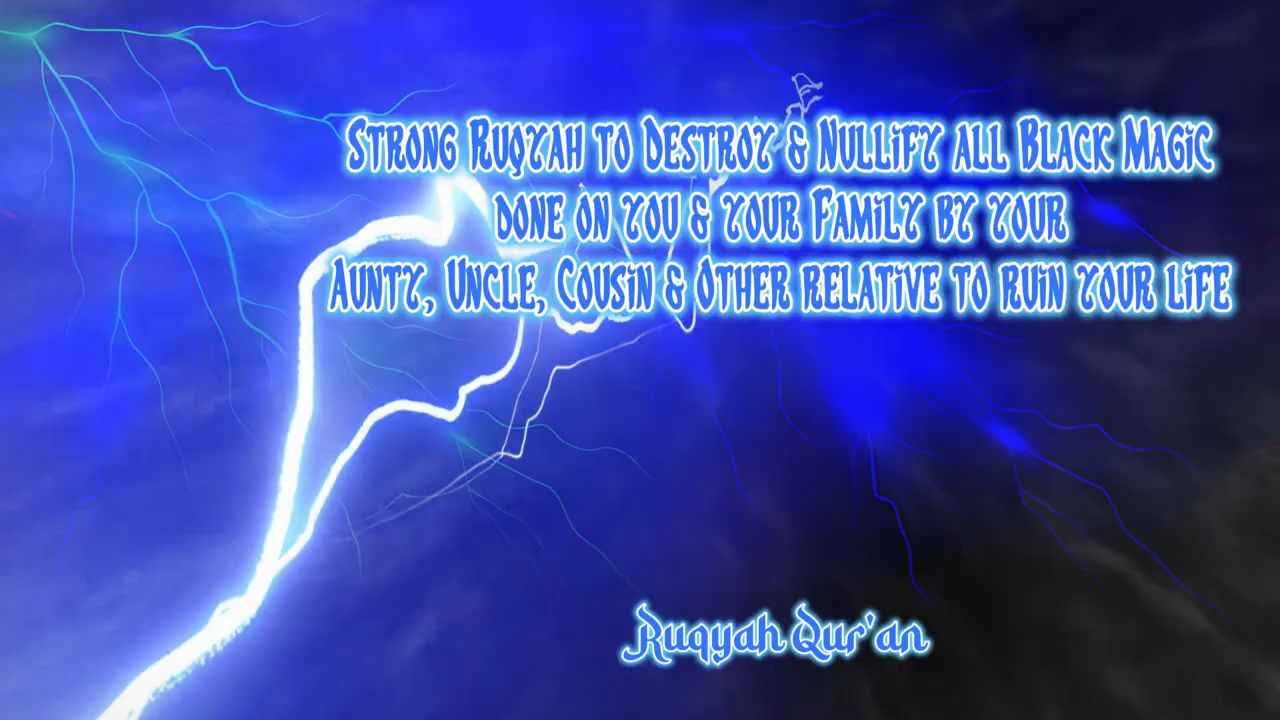 Strong Ruqyah to Destroy & Nullify all Black Magic
done on you & your Family by your
Aunty, Uncle, Cousin & Other relative to ruin your life
Ruqyah Qur'an